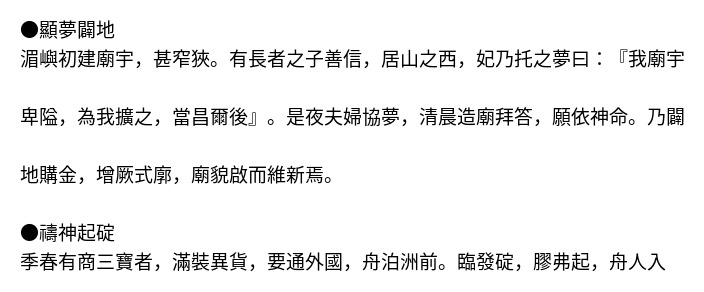 ●顯夢闢地
湄嶼初建廟宇，甚窄狹。有長者之子善信，居山之西，妃乃托之夢曰：『我廟宇
卑隘，為我擴之，當昌爾後』。是夜夫婦協夢，清晨造廟拜答，願依神命。乃闢
地購金，增厥式廓，廟貌啟而維新焉。
●禱神起碇
季春有商三寶者，滿裝異貨，要通外國，舟泊洲前。臨發碇，膠弗起，舟人入